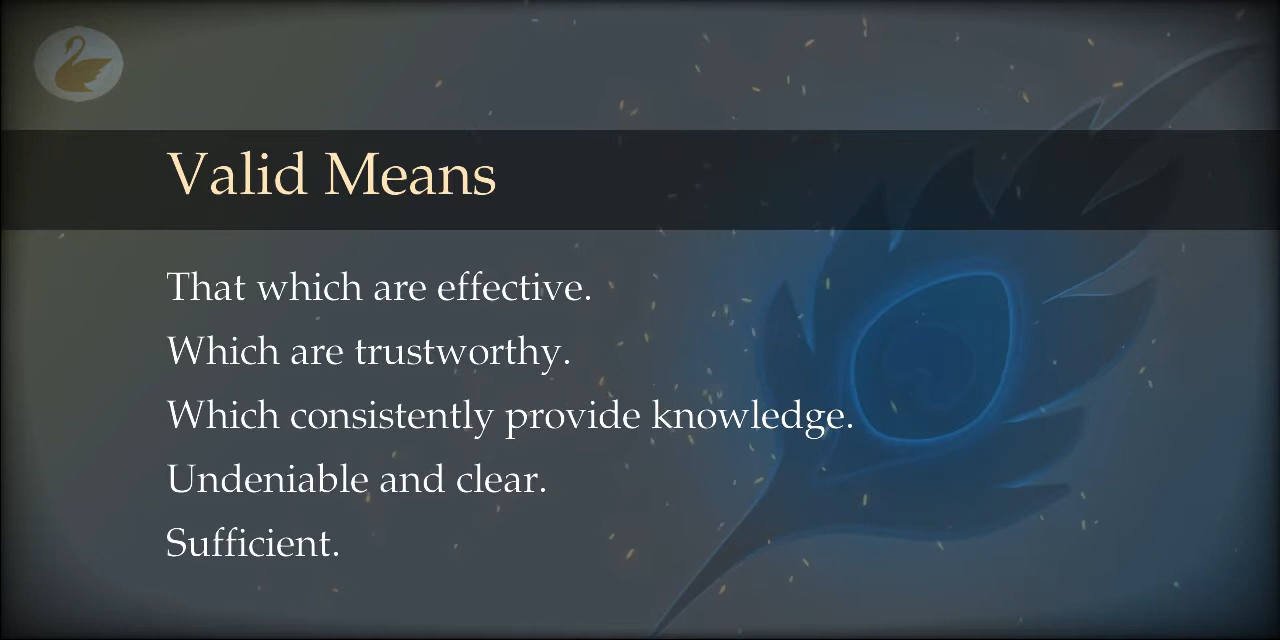 Valid Means
That which are effective.
Which are trustworthy.
Which consistently provide knowledge.
Undeniable and clear.
Sufficient.